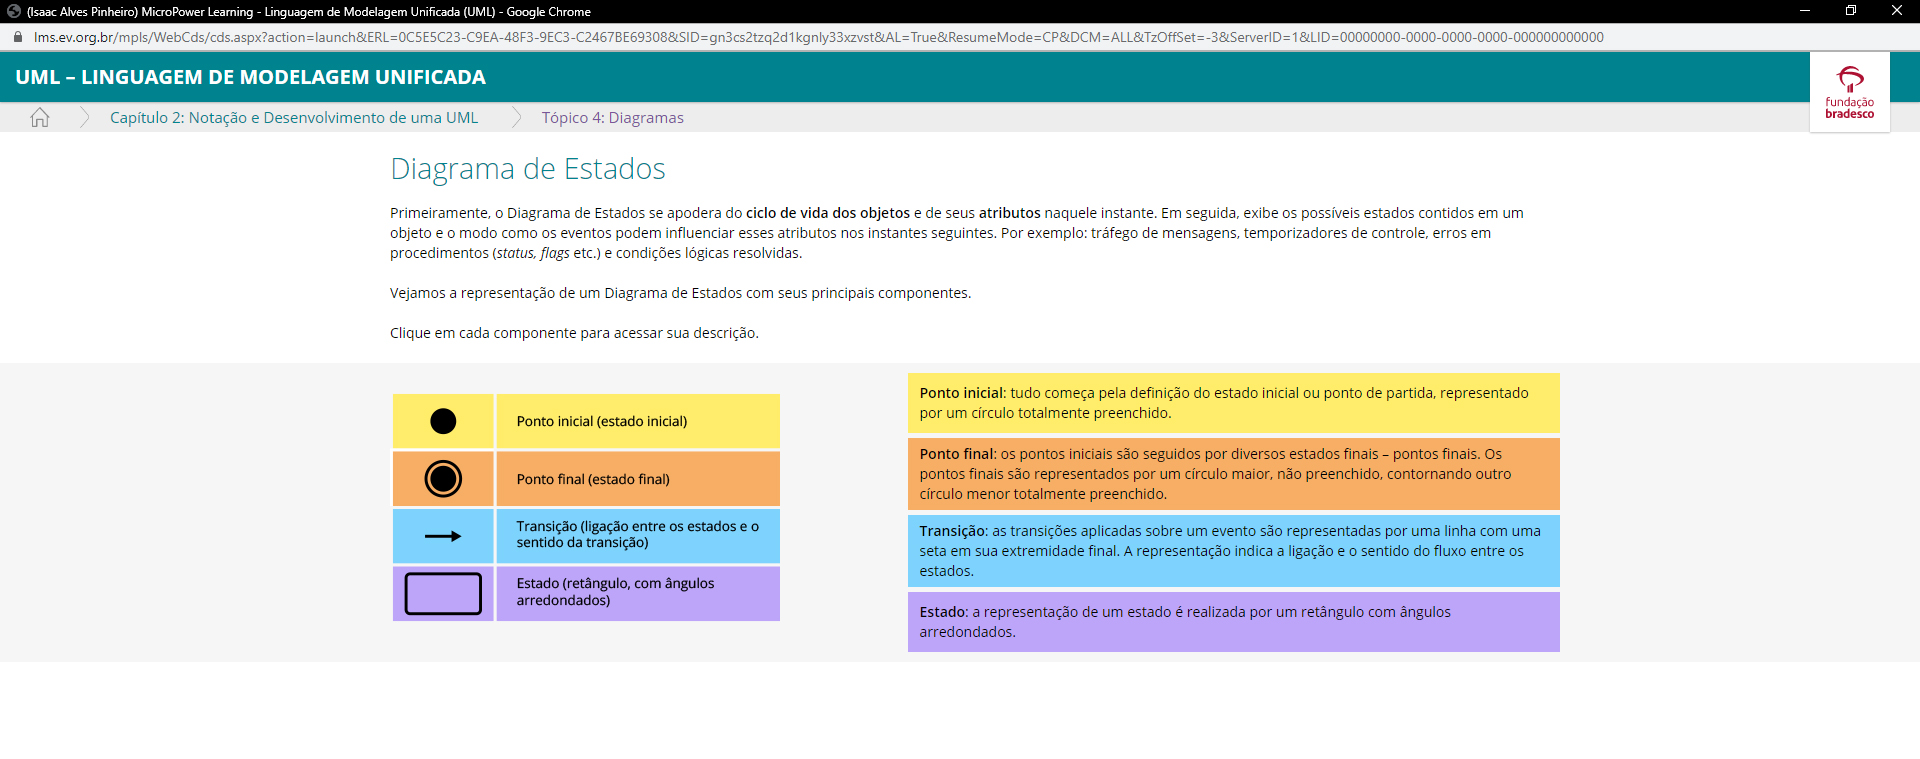 (Isaac Alves Pinheiro) MicroPower Learning - Linguagem de Modelagem Unificada (UML) - Google Chrome
lms.ev.org.br/mpls/WebCds/cds.aspx?action=launch&ERL=0C5E5C23-C9EA-48F3-9EC3-C2467BE69308&SID=gn3cs2tzq2d1kgnly33xzvst&AL=True&ResumeMode=CP&DCM=ALL&TzOffSet=-3&ServerID=1&LID=00000000-0000-0000-0000-000000000000
UML – LINGUAGEM DE MODELAGEM UNIFICADA
fundação
bradesco
Capítulo 2: Notação e Desenvolvimento de uma UML
Tópico 4: Diagramas
Diagrama de Estados
Primeiramente, o Diagrama de Estados se apodera do ciclo de vida dos objetos e de seus atributos naquele instante. Em seguida, exibe os possíveis estados contidos em um
objeto e o modo como os eventos podem influenciar esses atributos nos instantes seguintes. Por exemplo: tráfego de mensagens, temporizadores de controle, erros em
procedimentos (status, flags etc.) e condições lógicas resolvidas.
Vejamos a representação de um Diagrama de Estados com seus principais componentes.
Clique em cada componente para acessar sua descrição.
Ponto inicial (estado inicial)
Ponto final (estado final)
Transição (ligação entre os estados e o
sentido da transição)
Estado (retângulo, com ângulos
arredondados)
Ponto inicial: tudo começa pela definição do estado inicial ou ponto de partida, representado
por um círculo totalmente preenchido.
Ponto final: os pontos iniciais são seguidos por diversos estados finais – pontos finais. Os
pontos finais são representados por um círculo maior, não preenchido, contornando outro
círculo menor totalmente preenchido.
Transição: as transições aplicadas sobre um evento são representadas por uma linha com uma
seta em sua extremidade final. A representação indica a ligação e o sentido do fluxo entre os
estados.
Estado: a representação de um estado é realizada por um retângulo com ângulos
arredondados.